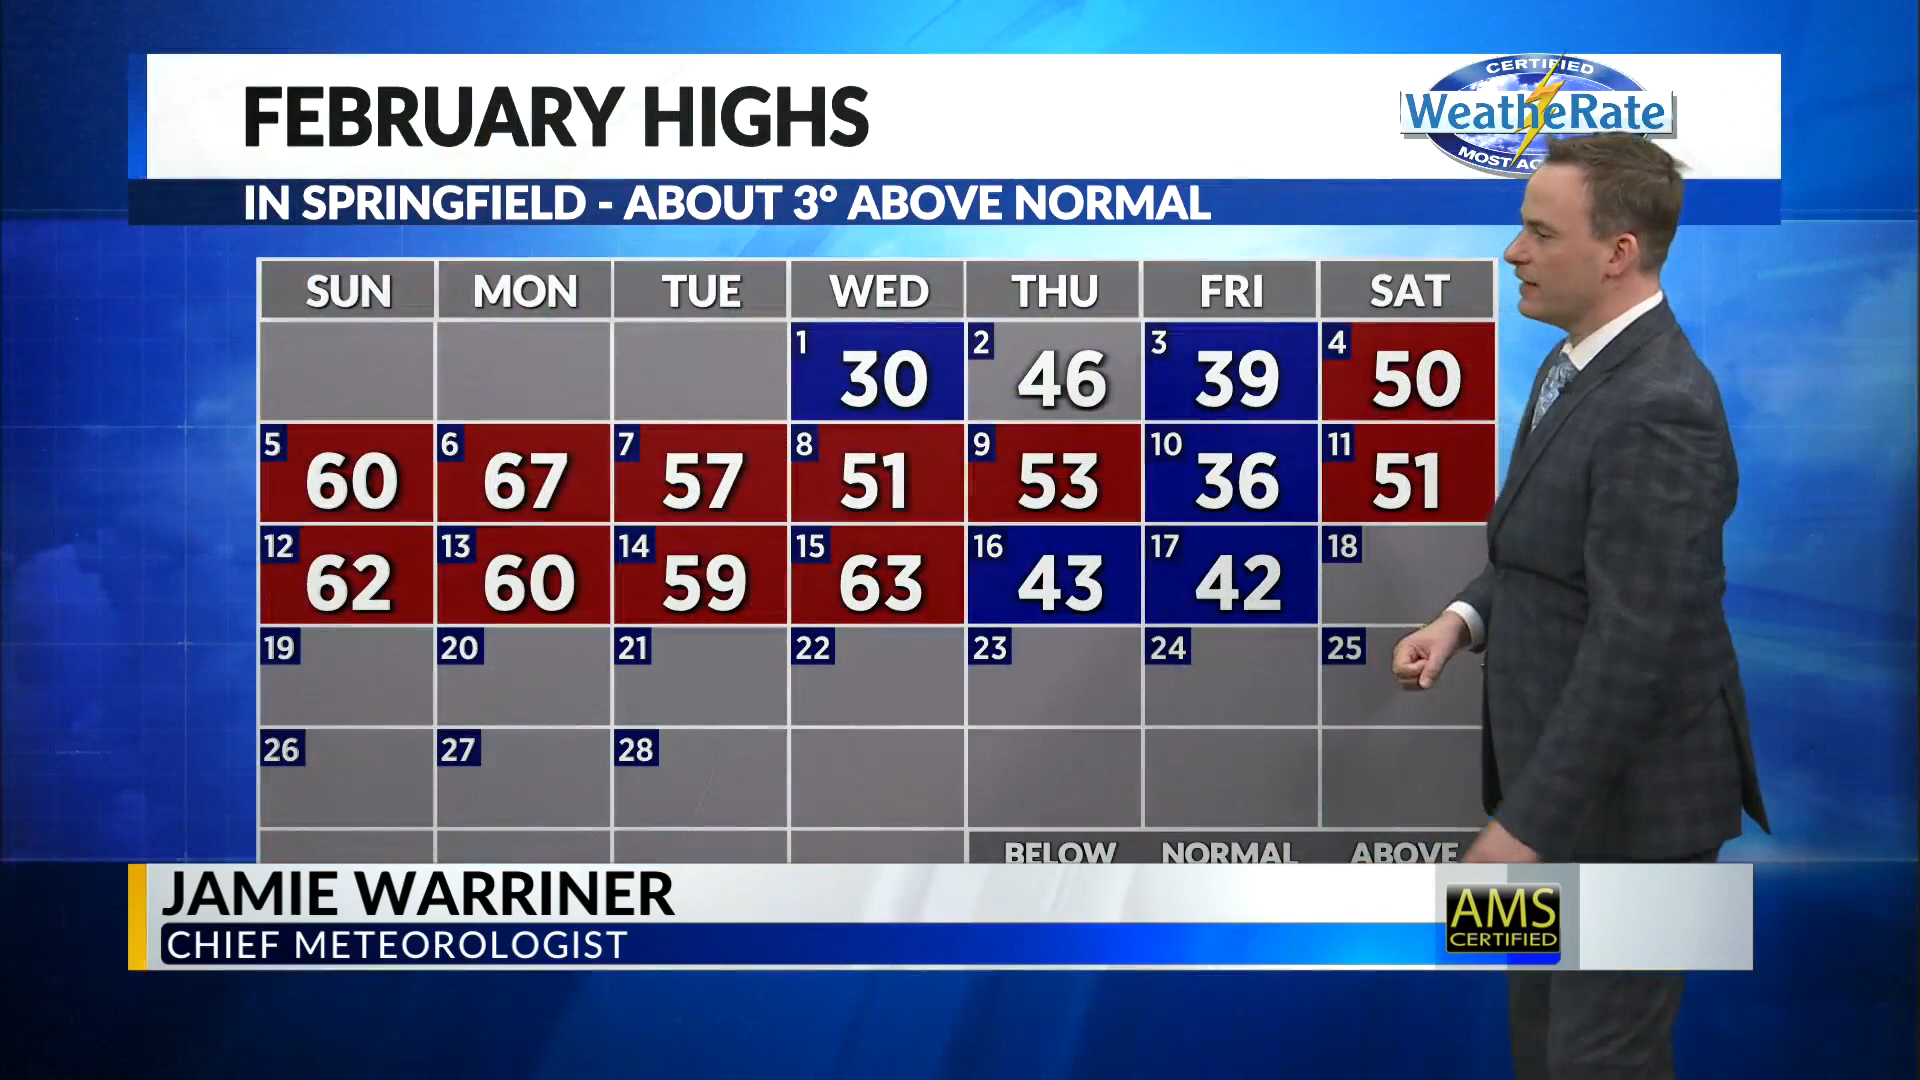 FEBRUARY HIGHS
CERTIFIED
WeatheRate
MOST
IN SPRINGFIELD - ABOUT 3° ABOVE NORMAL
SUN MON TUE WED THU FRI SAT
1 30 2 46 3 39 4 50
5 60 6 67 7 57 8 51 9 53 10 36 11 51
12 62 13 60 14 59 15 63 16 43 17 42 18
19 20 21 22 23 24 25
26 27 28
BELOW NORMAL ABOVE
JAMIE WARRINER
CHIEF METEOROLOGIST
AMS
CERTIFIED